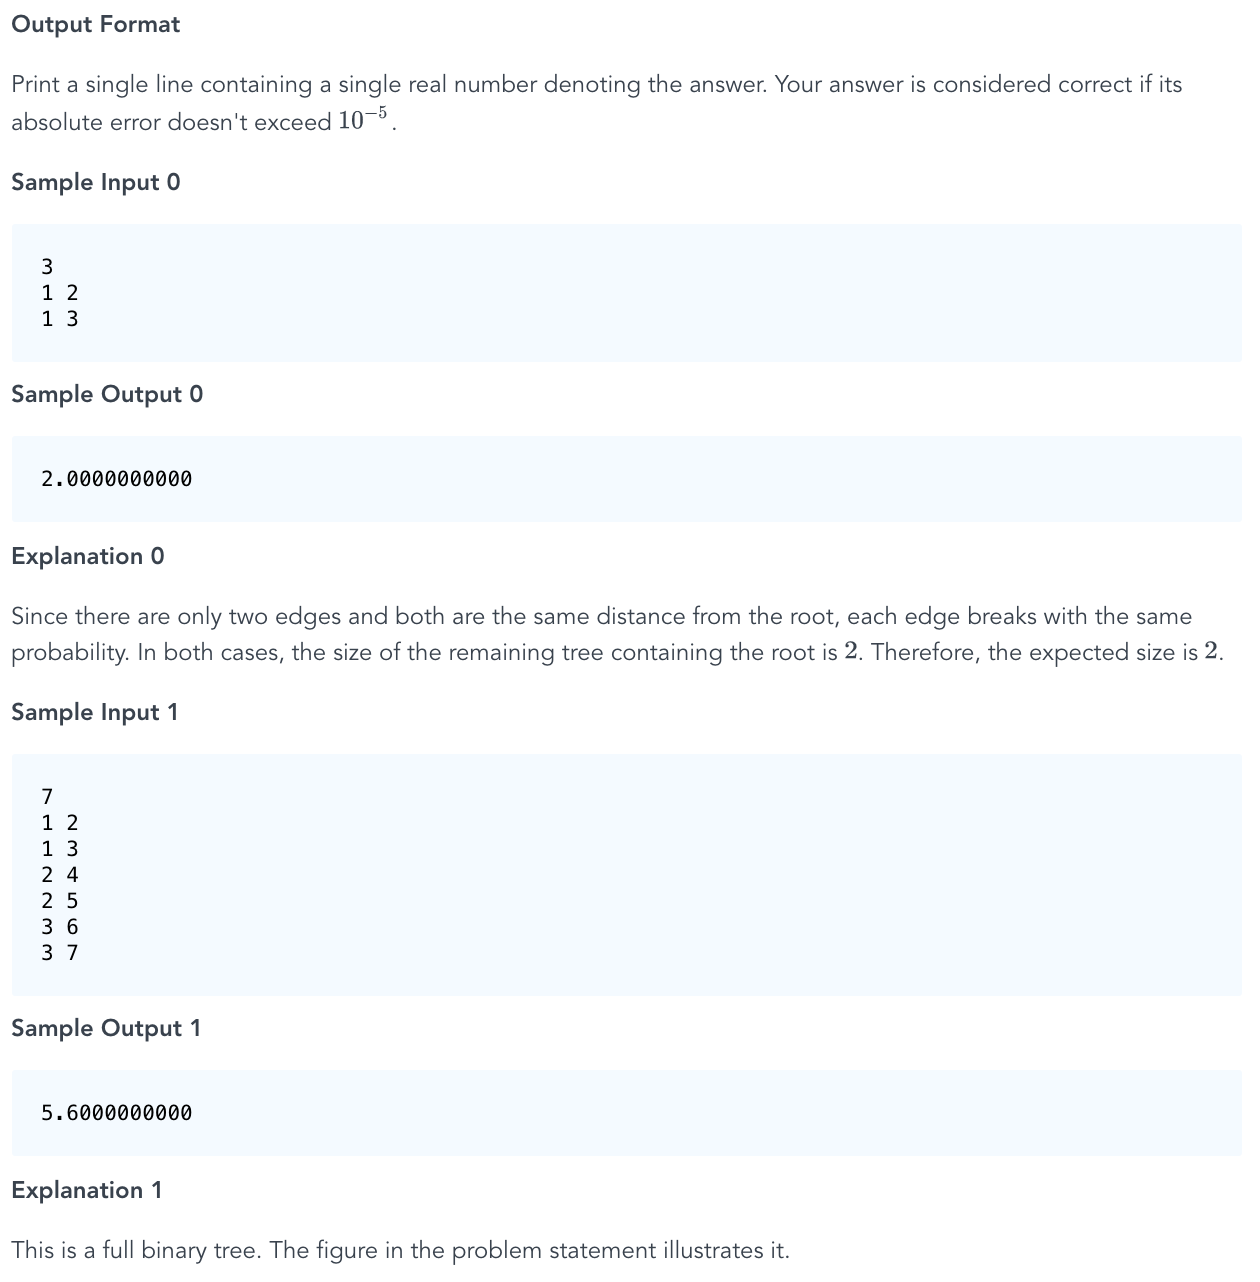 Output Format
Print a single line containing a single real number denoting the answer. Your answer is considered correct if its
absolute error doesn't exceed 10⁻⁵.
Sample Input 0
3
1 2
1 3
Sample Output 0
2.0000000000
Explanation 0
Since there are only two edges and both are the same distance from the root, each edge breaks with the same
probability. In both cases, the size of the remaining tree containing the root is 2. Therefore, the expected size is 2.
Sample Input 1
7
1 2
1 3
2 4
2 5
3 6
3 7
Sample Output 1
5.6000000000
Explanation 1
This is a full binary tree. The figure in the problem statement illustrates it.